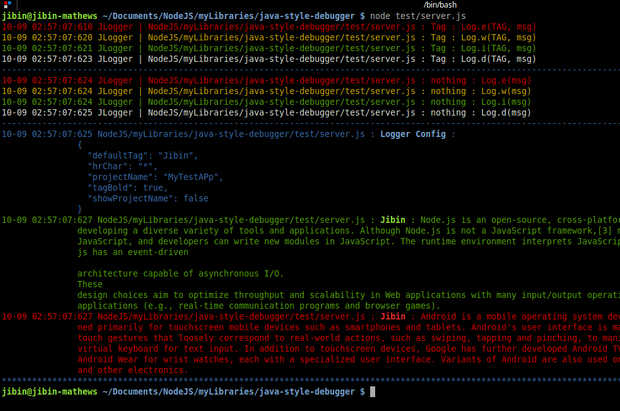 /bin/bash
jibin@jibin-mathews ~/Documents/NodeJS/myLibraries/java-style-debugger $ node test/server.js
10-09 02:57:07:610 JLogger | NodeJS/myLibraries/java-style-debugger/test/server.js : Tag : Log.e(TAG, msg)
10-09 02:57:07:620 JLogger | NodeJS/myLibraries/java-style-debugger/test/server.js : Tag : Log.w(TAG, msg)
10-09 02:57:07:621 JLogger | NodeJS/myLibraries/java-style-debugger/test/server.js : Tag : Log.i(TAG, msg)
10-09 02:57:07:623 JLogger | NodeJS/myLibraries/java-style-debugger/test/server.js : Tag : Log.d(TAG, msg)
10-09 02:57:07:624 JLogger | NodeJS/myLibraries/java-style-debugger/test/server.js : nothing : Log.e(msg)
10-09 02:57:07:624 JLogger | NodeJS/myLibraries/java-style-debugger/test/server.js : nothing : Log.w(msg)
10-09 02:57:07:624 JLogger | NodeJS/myLibraries/java-style-debugger/test/server.js : nothing : Log.i(msg)
10-09 02:57:07:625 JLogger | NodeJS/myLibraries/java-style-debugger/test/server.js : nothing : Log.d(msg)
10-09 02:57:07:625 NodeJS/myLibraries/java-style-debugger/test/server.js : Logger Config :
{
"defaultTag": "Jibin",
"hrChar": "*",
"projectName": "MyTestAPp",
"tagBold": true,
"showProjectName": false
}
10-09 02:57:07:627 NodeJS/myLibraries/java-style-debugger/test/server.js : Jibin : Node.js is an open-source, cross-platfor
developing a diverse variety of tools and applications. Although Node.js is not a JavaScript framework,[3] m
JavaScript, and developers can write new modules in JavaScript. The runtime environment interprets JavaScrip
js has an event-driven
architecture capable of asynchronous I/O.
These
design choices aim to optimize throughput and scalability in Web applications with many input/output operati
applications (e.g., real-time communication programs and browser games).
10-09 02:57:07:627 NodeJS/myLibraries/java-style-debugger/test/server.js : Jibin : Android is a mobile operating system dev
ned primarily for touchscreen mobile devices such as smartphones and tablets. Android's user interface is ma
touch gestures that loosely correspond to real-world actions, such as swiping, tapping and pinching, to mani
virtual keyboard for text input. In addition to touchscreen devices, Google has further developed Android T
Android Wear for wrist watches, each with a specialized user interface. Variants of Android are also used on
and other electronics.
jibin@jibin-mathews ~/Documents/NodeJS/myLibraries/java-style-debugger $